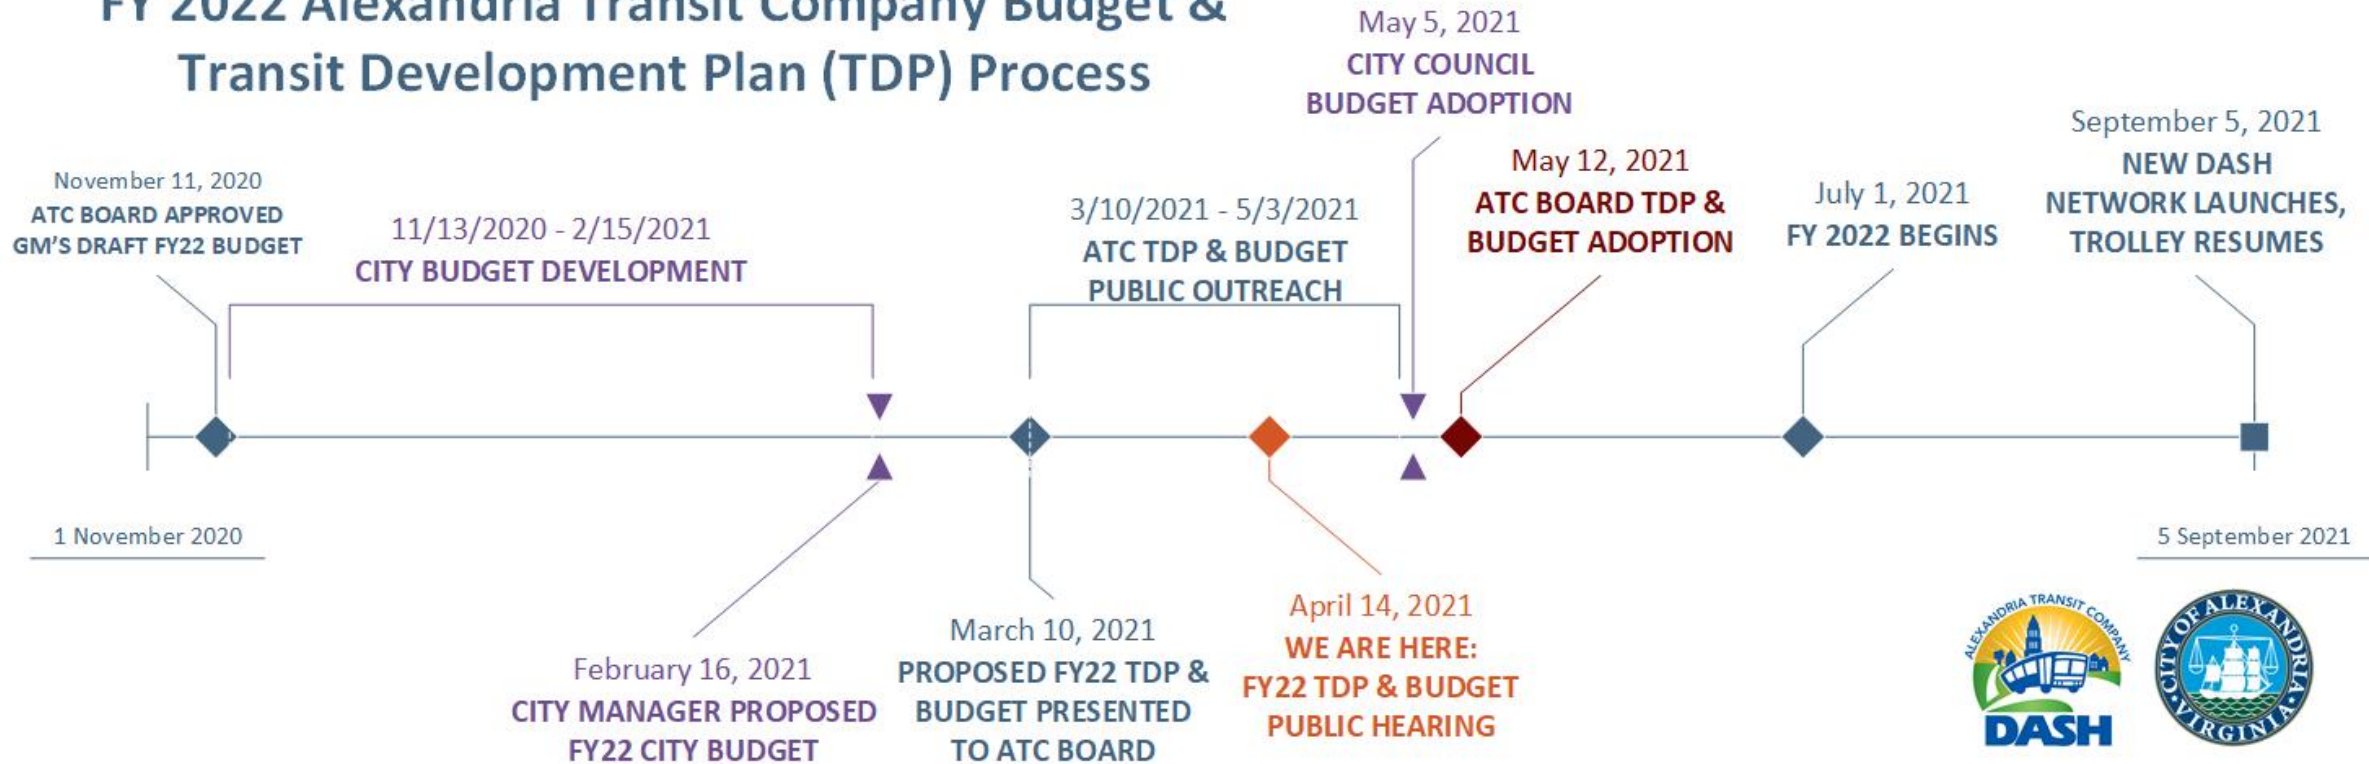 FY 2022 Alexandria Transit Company Budget &
Transit Development Plan (TDP) Process
November 11, 2020
ATC BOARD APPROVED
GM'S DRAFT FY22 BUDGET
11/13/2020 - 2/15/2021
CITY BUDGET DEVELOPMENT
3/10/2021 - 5/3/2021
ATC TDP & BUDGET
PUBLIC OUTREACH
May 5, 2021
CITY COUNCIL
BUDGET ADOPTION
May 12, 2021
ATC BOARD TDP &
BUDGET ADOPTION
July 1, 2021
FY 2022 BEGINS
September 5, 2021
NEW DASH
NETWORK LAUNCHES,
TROLLEY RESUMES
1 November 2020
5 September 2021
February 16, 2021
CITY MANAGER PROPOSED
FY22 CITY BUDGET
March 10, 2021
PROPOSED FY22 TDP &
BUDGET PRESENTED
TO ATC BOARD
April 14, 2021
WE ARE HERE:
FY22 TDP & BUDGET
PUBLIC HEARING
ALEXANDRIA TRANSIT COMPANY
DASH
CITY OF ALEXANDRIA
VIRGINIA